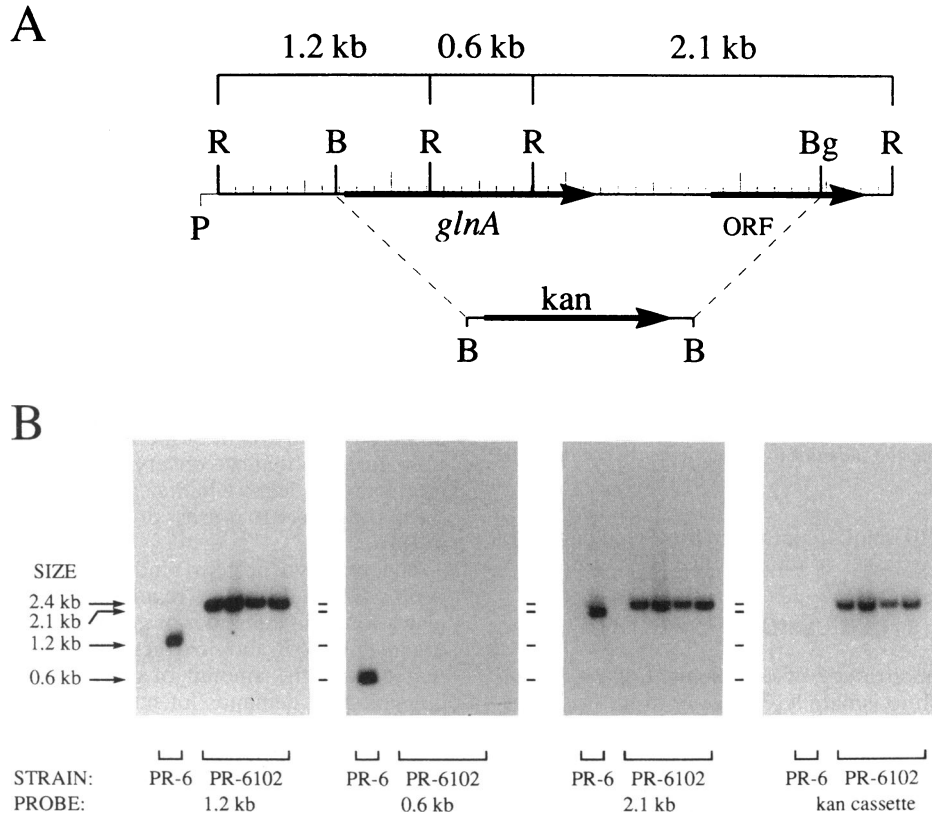 A
1.2 kb 0.6 kb 2.1 kb
R B R R Bg R
P glnA ORF
kan
B B
B
SIZE
2.4 kb
2.1 kb
1.2 kb
0.6 kb
STRAIN: PR-6 PR-6102 PR-6 PR-6102 PR-6 PR-6102 PR-6 PR-6102
PROBE: 1.2 kb 0.6 kb 2.1 kb kan cassette